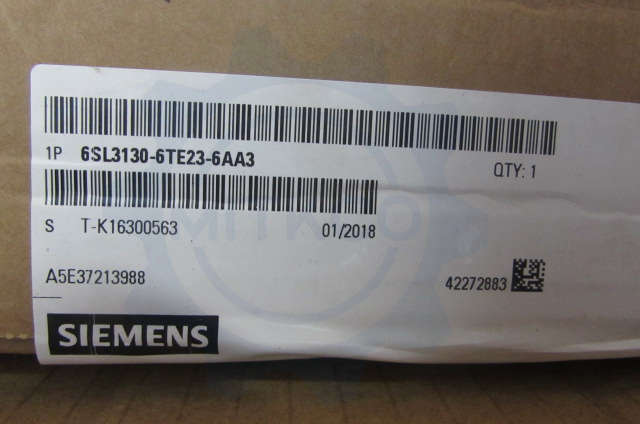 1P 6SL3130-6TE23-6AA3
QTY: 1
S T-K16300563 01/2018
A5E37213988
42272883
SIEMENS